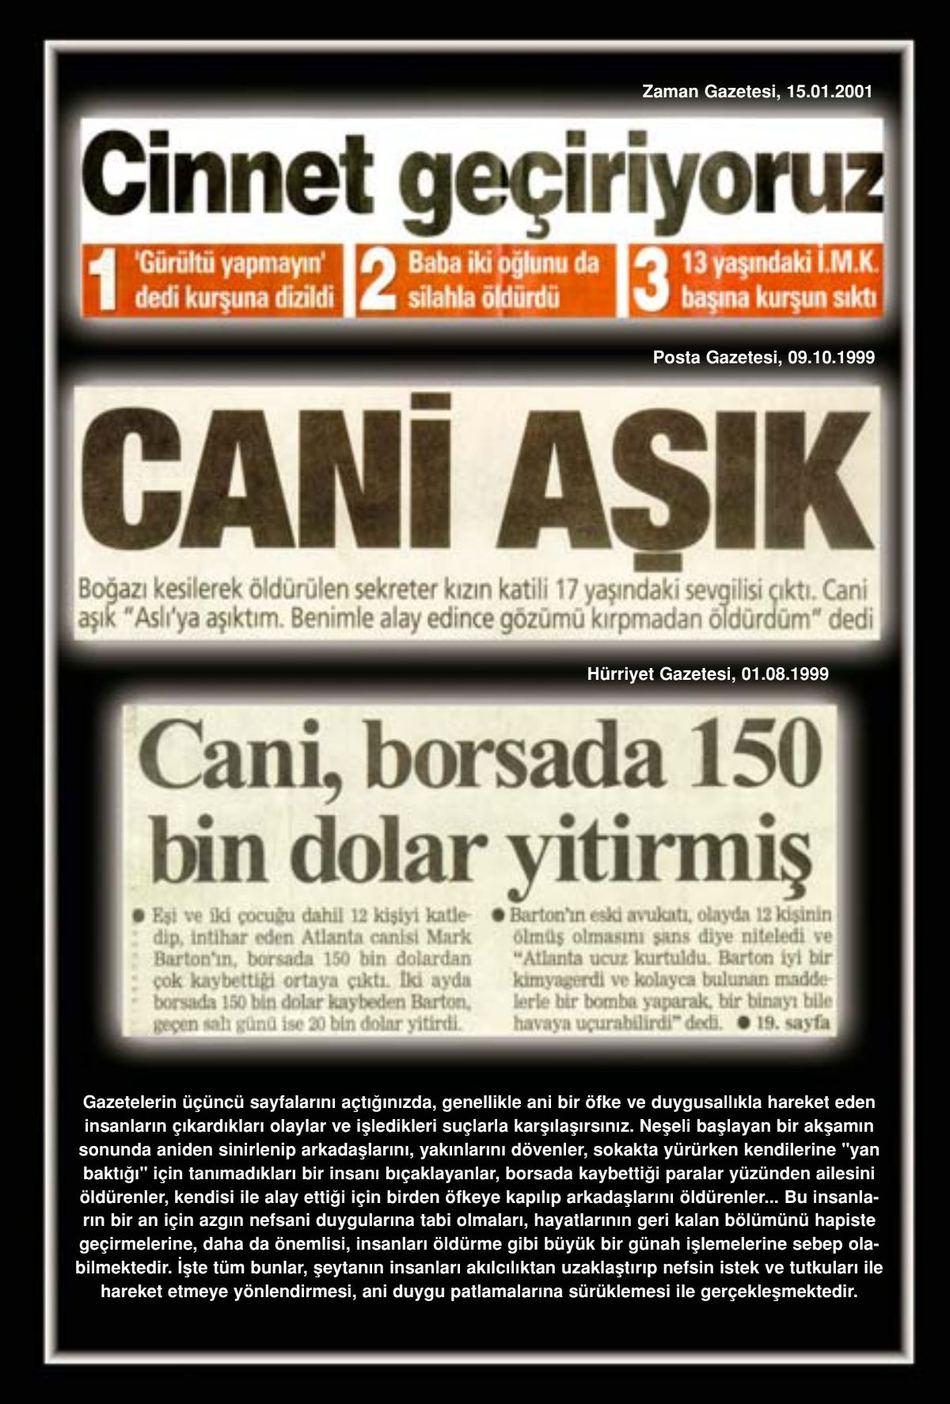 Zaman Gazetesi, 15.01.2001
Cinnet geçiriyoruz
1 'Gürültü yapmayın' dedi kurşuna dizildi
2 Baba iki oğlunu da silahla öldürdü
3 13 yaşındaki İ.M.K. başına kurşun sıktı
Posta Gazetesi, 09.10.1999
CANİ AŞIK
Boğazı kesilerek öldürülen sekreter kızın katili 17 yaşındaki sevgilisi çıktı. Cani
aşık "Aslı'ya aşıktım. Benimle alay edince gözümü kırpmadan öldürdüm" dedi
Hürriyet Gazetesi, 01.08.1999
Cani, borsada 150
bin dolar yitirmiş
● Eşi ve iki çocuğu dahil 12 kişiyi katle-
dip, intihar eden Atlanta canisi Mark
Barton'ın, borsada 150 bin dolardan
çok kaybettiği ortaya çıktı. İki ayda
borsada 150 bin dolar kaybeden Barton,
geçen salı günü ise 20 bin dolar yitirdi.
● Barton'ın eski avukatı, olayda 12 kişinin
ölmüş olmasını şans diye niteledi ve
"Atlanta ucuz kurtuldu. Barton iyi bir
kimyagerdi ve kolayca bulunan madde-
lerle bir bomba yaparak, bir binayı bile
havaya uçurabilirdi" dedi. ● 19. sayfa
Gazetelerin üçüncü sayfalarını açtığınızda, genellikle ani bir öfke ve duygusallıkla hareket eden
insanların çıkardıkları olaylar ve işledikleri suçlarla karşılaşırsınız. Neşeli başlayan bir akşamın
sonunda aniden sinirlenip arkadaşlarını, yakınlarını dövenler, sokakta yürürken kendilerine "yan
baktığı" için tanımadıkları bir insanı bıçaklayanlar, borsada kaybettiği paralar yüzünden ailesini
öldürenler, kendisi ile alay ettiği için birden öfkeye kapılıp arkadaşlarını öldürenler... Bu insanla-
rın bir an için azgın nefsani duygularına tabi olmaları, hayatlarının geri kalan bölümünü hapiste
geçirmelerine, daha da önemlisi, insanları öldürme gibi büyük bir günah işlemelerine sebep ola-
bilmektedir. İşte tüm bunlar, şeytanın insanları akılcılıktan uzaklaştırıp nefsin istek ve tutkuları ile
hareket etmeye yönlendirmesi, ani duygu patlamalarına sürüklemesi ile gerçekleşmektedir.